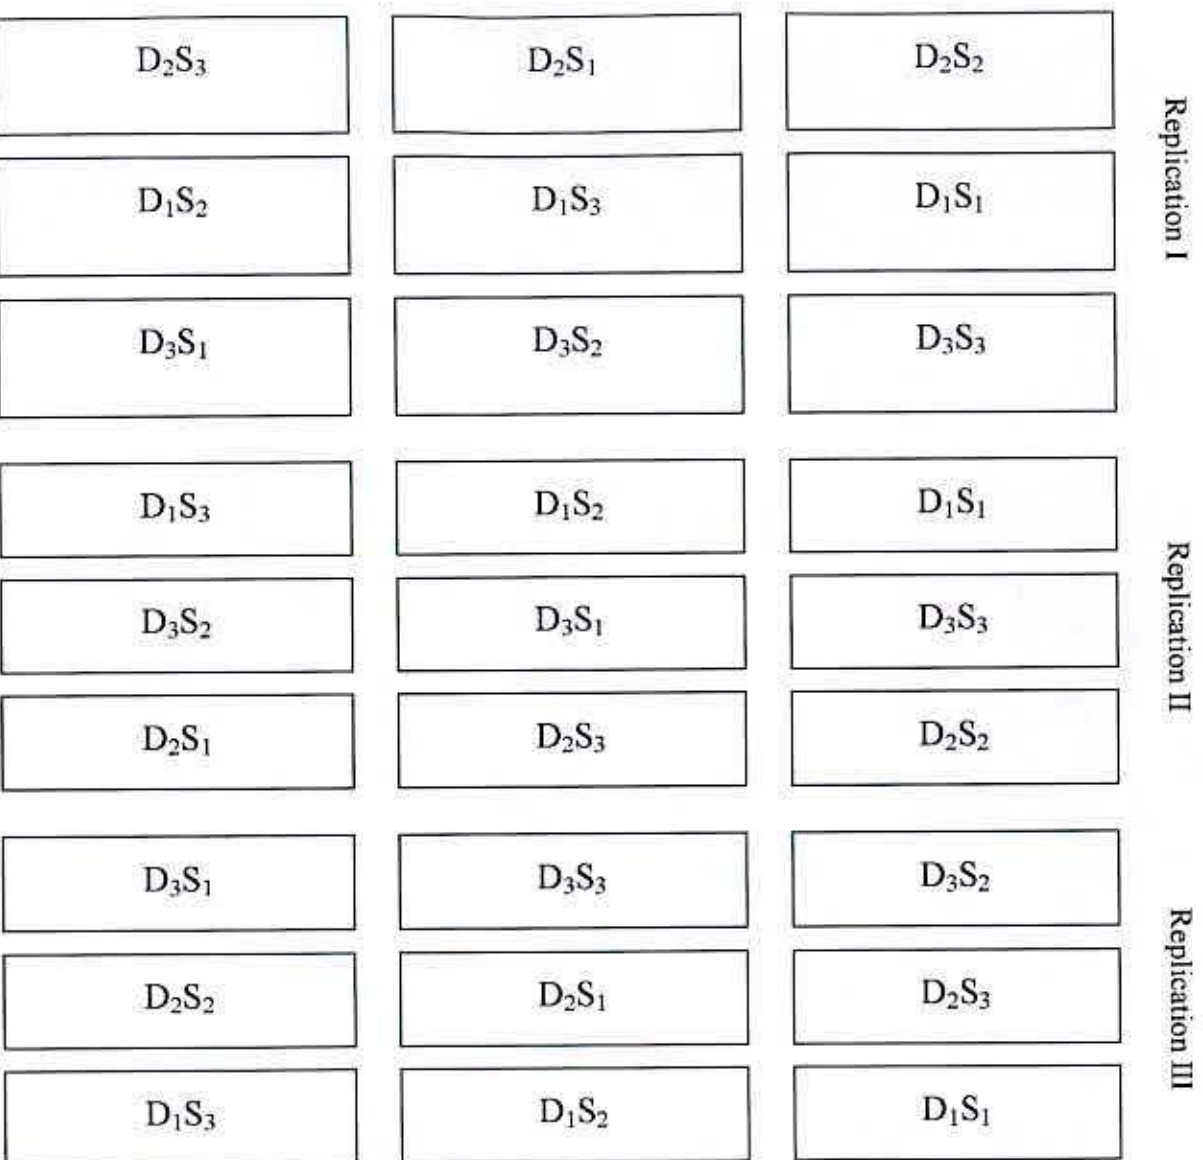 D₂S₃ D₂S₁ D₂S₂
D₁S₂ D₁S₃ D₁S₁
D₃S₁ D₃S₂ D₃S₃
Replication I
D₁S₃ D₁S₂ D₁S₁
D₃S₂ D₃S₁ D₃S₃
D₂S₁ D₂S₃ D₂S₂
Replication II
D₃S₁ D₃S₃ D₃S₂
D₂S₂ D₂S₁ D₂S₃
D₁S₃ D₁S₂ D₁S₁
Replication III